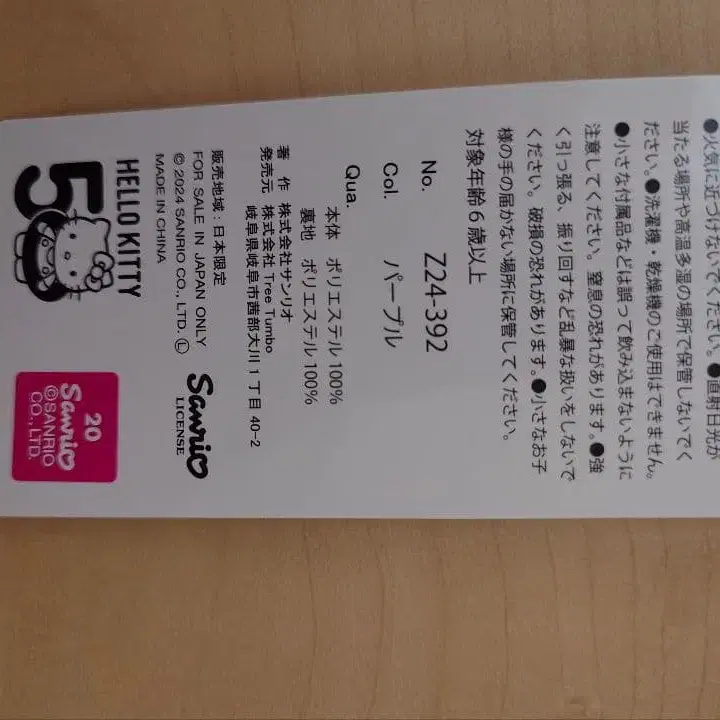 ●火気に近づけないでください。●直射日光が
当たる場所や高温多湿の場所で保管しないでく
ださい。●洗濯機・乾燥機のご使用はできません。
●小さな付属品などは誤って飲み込まないように
注意してください。窒息の恐れがあります。●強
く引っ張る、振り回すなど乱暴な扱いをしないで
ください。破損の恐れがあります。●小さなお子
様の手の届かない場所に保管してください。
対象年齢6歳以上
No. Z24-392
Col. パープル
Qua.
本体 ポリエステル 100%
裏地 ポリエステル 100%
著 作 株式会社サンリオ
発売元 株式会社 Tree Tumbo
岐阜県岐阜市茜部大川1丁目 40-2
販売地域:日本限定
FOR SALE IN JAPAN ONLY
© 2024 SANRIO CO., LTD. Ⓛ
MADE IN CHINA
Sanrio
LICENSE
HELLO KITTY
50
20
Sanrio
©SANRIO
CO., LTD.